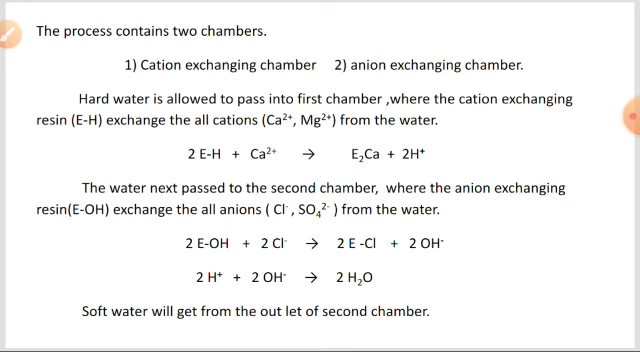 The process contains two chambers.
1) Cation exchanging chamber 2) anion exchanging chamber.
Hard water is allowed to pass into first chamber ,where the cation exchanging
resin (E-H) exchange the all cations (Ca²⁺, Mg²⁺) from the water.
2 E-H + Ca²⁺ → E₂Ca + 2H⁺
The water next passed to the second chamber, where the anion exchanging
resin(E-OH) exchange the all anions ( Cl⁻ , SO₄²⁻ ) from the water.
2 E-OH + 2 Cl⁻ → 2 E -Cl + 2 OH⁻
2 H⁺ + 2 OH⁻ → 2 H₂O
Soft water will get from the out let of second chamber.